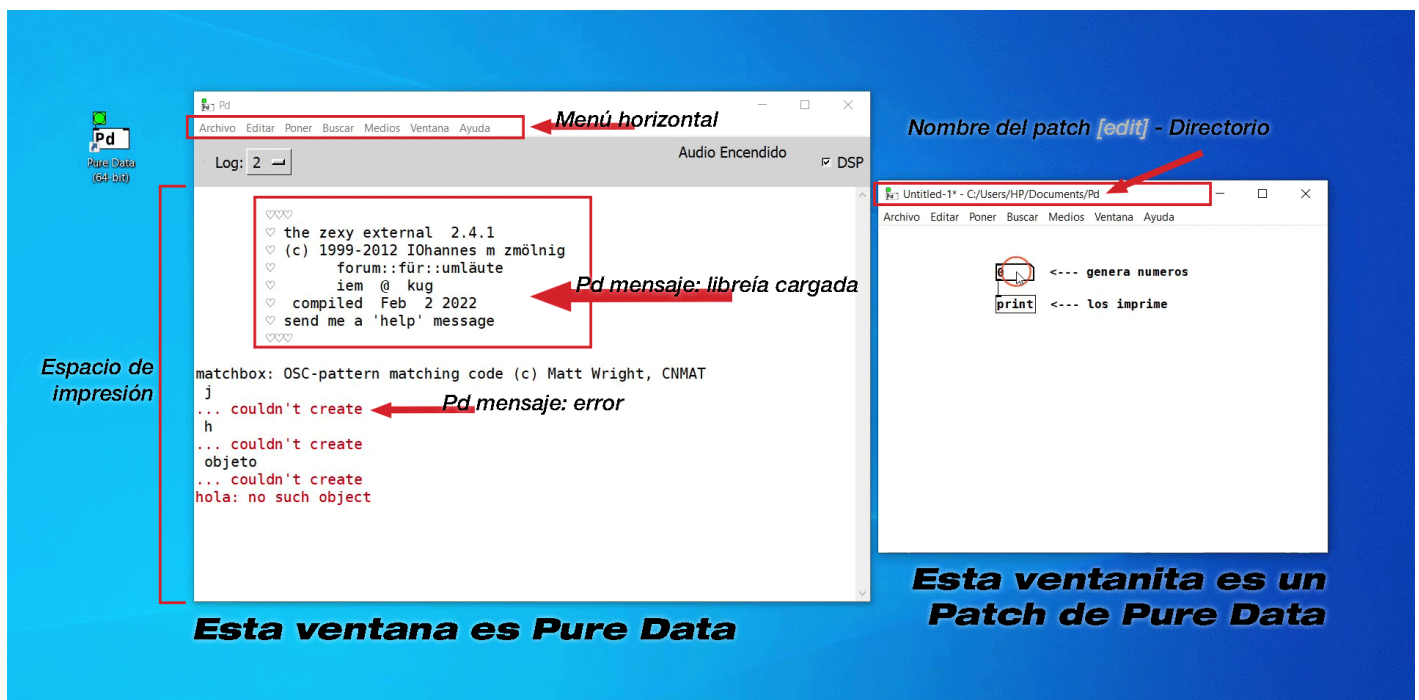 Pd
Pure Data
(64-bit)
Pd
Archivo Editar Poner Buscar Medios Ventana Ayuda
Menú horizontal
Log: 2
Audio Encendido
DSP
♡♡♡
♡ the zexy external 2.4.1
♡ (c) 1999-2012 IOhannes m zmölnig
♡ forum::für::umläute
♡ iem @ kug
♡ compiled Feb 2 2022
♡ send me a 'help' message
♡♡♡
Pd mensaje: libreía cargada
Espacio de
impresión
matchbox: OSC-pattern matching code (c) Matt Wright, CNMAT
j
... couldn't create
Pd mensaje: error
h
... couldn't create
objeto
... couldn't create
hola: no such object
Esta ventana es Pure Data
Nombre del patch [edit] - Directorio
Untitled-1* - C:/Users/HP/Documents/Pd
Archivo Editar Poner Buscar Medios Ventana Ayuda
0 <--- genera numeros
print <--- los imprime
Esta ventanita es un
Patch de Pure Data